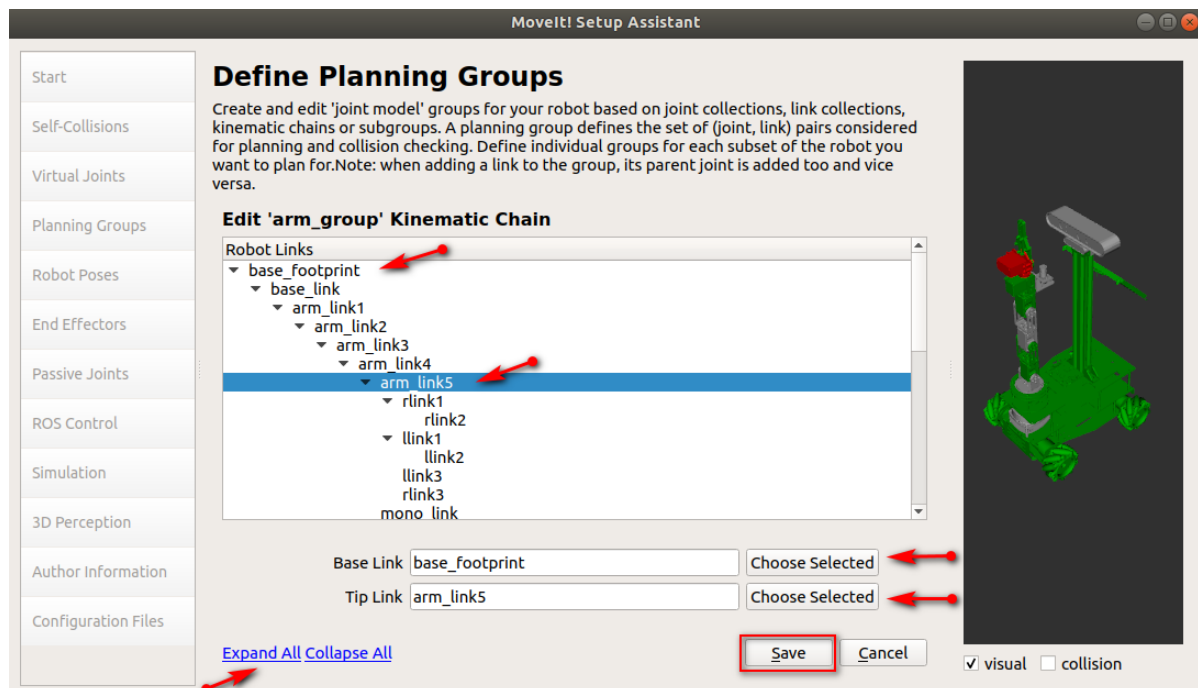 MoveIt! Setup Assistant
Start
Self-Collisions
Virtual Joints
Planning Groups
Robot Poses
End Effectors
Passive Joints
ROS Control
Simulation
3D Perception
Author Information
Configuration Files
Define Planning Groups
Create and edit 'joint model' groups for your robot based on joint collections, link collections,
kinematic chains or subgroups. A planning group defines the set of (joint, link) pairs considered
for planning and collision checking. Define individual groups for each subset of the robot you
want to plan for.Note: when adding a link to the group, its parent joint is added too and vice
versa.
Edit 'arm_group' Kinematic Chain
Robot Links
base_footprint
base_link
arm_link1
arm_link2
arm_link3
arm_link4
arm_link5
rlink1
rlink2
llink1
llink2
llink3
rlink3
mono_link
Base Link base_footprint Choose Selected
Tip Link arm_link5 Choose Selected
Expand All Collapse All Save Cancel
visual collision